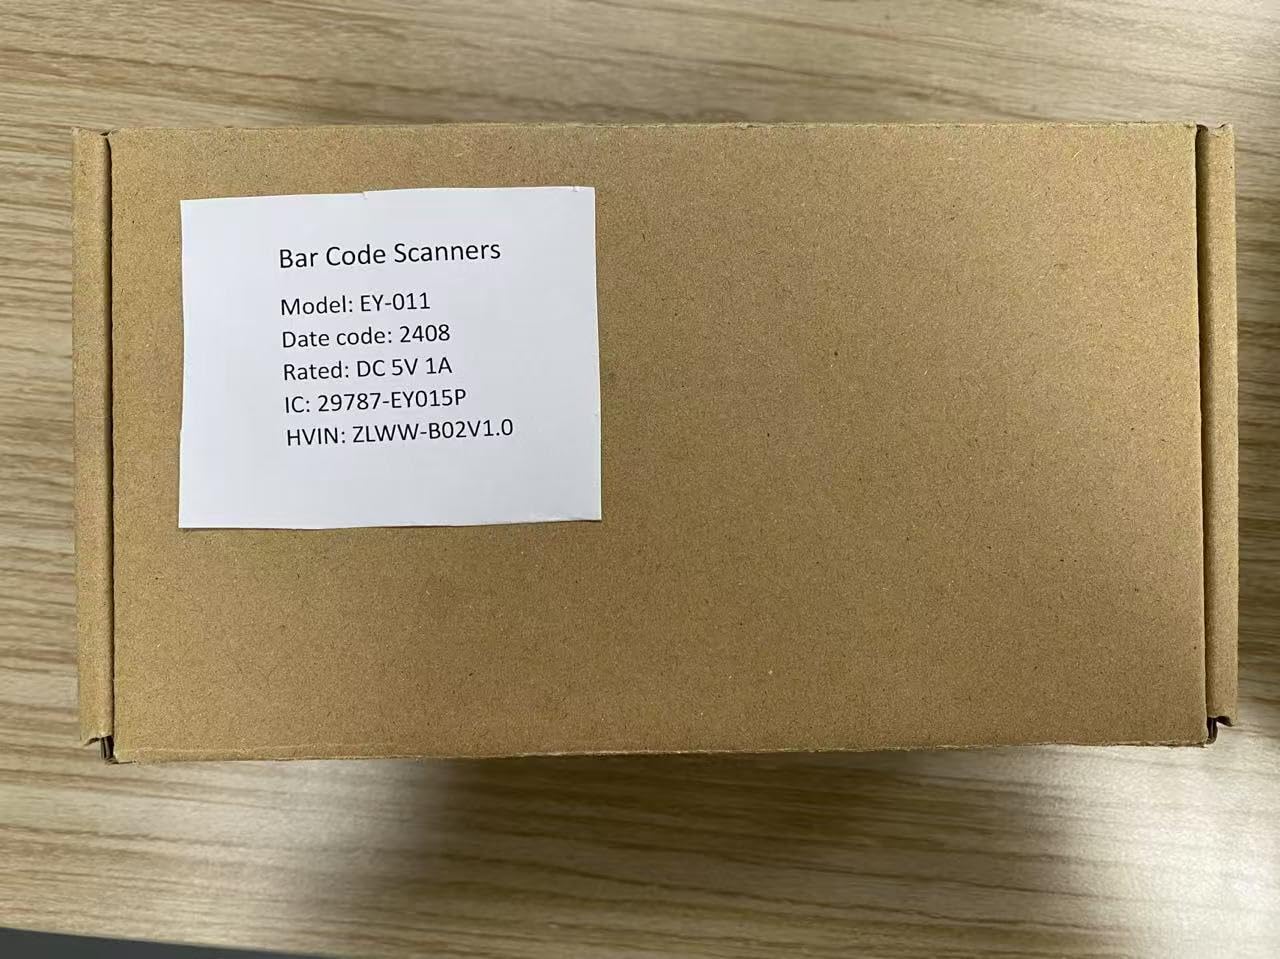 Bar Code Scanners
Model: EY-011
Date code: 2408
Rated: DC 5V 1A
IC: 29787-EY015P
HVIN: ZLWW-B02V1.0